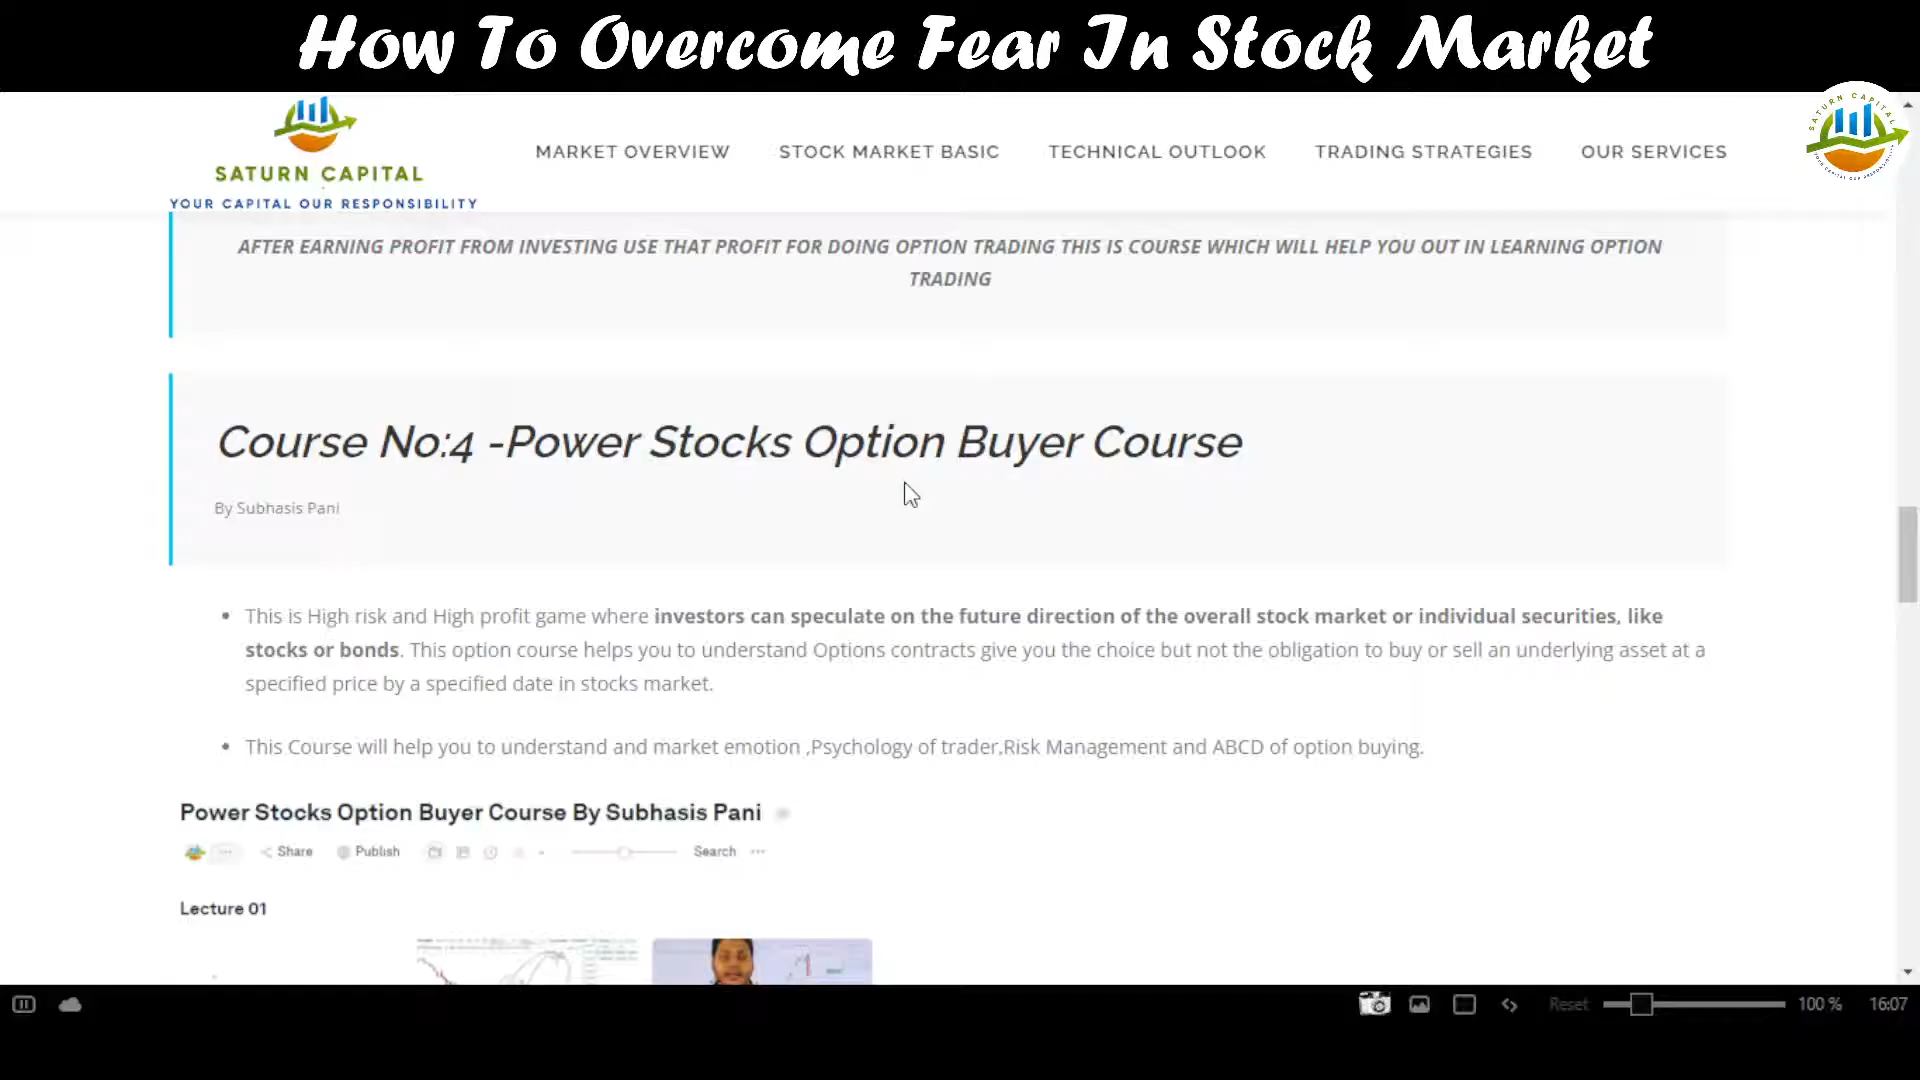 How To Overcome Fear In Stock Market
SATURN CAPITAL
YOUR CAPITAL OUR RESPONSIBILITY
MARKET OVERVIEW
STOCK MARKET BASIC
TECHNICAL OUTLOOK
TRADING STRATEGIES
OUR SERVICES
SATURN CAPITAL
YOUR CAPITAL OUR RESPONSIBILITY
AFTER EARNING PROFIT FROM INVESTING USE THAT PROFIT FOR DOING OPTION TRADING THIS IS COURSE WHICH WILL HELP YOU OUT IN LEARNING OPTION
TRADING
Course No:4 -Power Stocks Option Buyer Course
By Subhasis Pani
This is High risk and High profit game where investors can speculate on the future direction of the overall stock market or individual securities, like
stocks or bonds. This option course helps you to understand Options contracts give you the choice but not the obligation to buy or sell an underlying asset at a
specified price by a specified date in stocks market.
This Course will help you to understand and market emotion ,Psychology of trader,Risk Management and ABCD of option buying.
Power Stocks Option Buyer Course By Subhasis Pani
Share Publish Search
Lecture 01
Reset 100 % 16:07